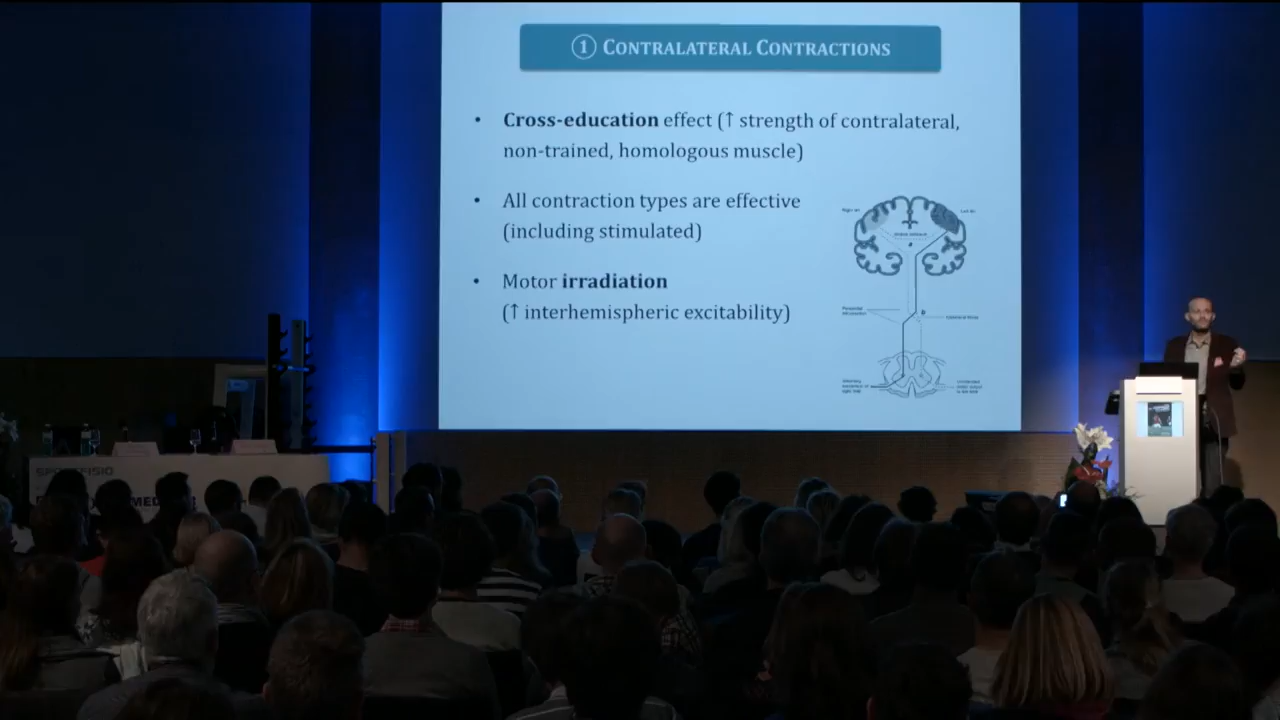 ① CONTRALATERAL CONTRACTIONS
• Cross-education effect (↑ strength of contralateral,
non-trained, homologous muscle)
• All contraction types are effective
(including stimulated)
• Motor irradiation
(↑ interhemispheric excitability)